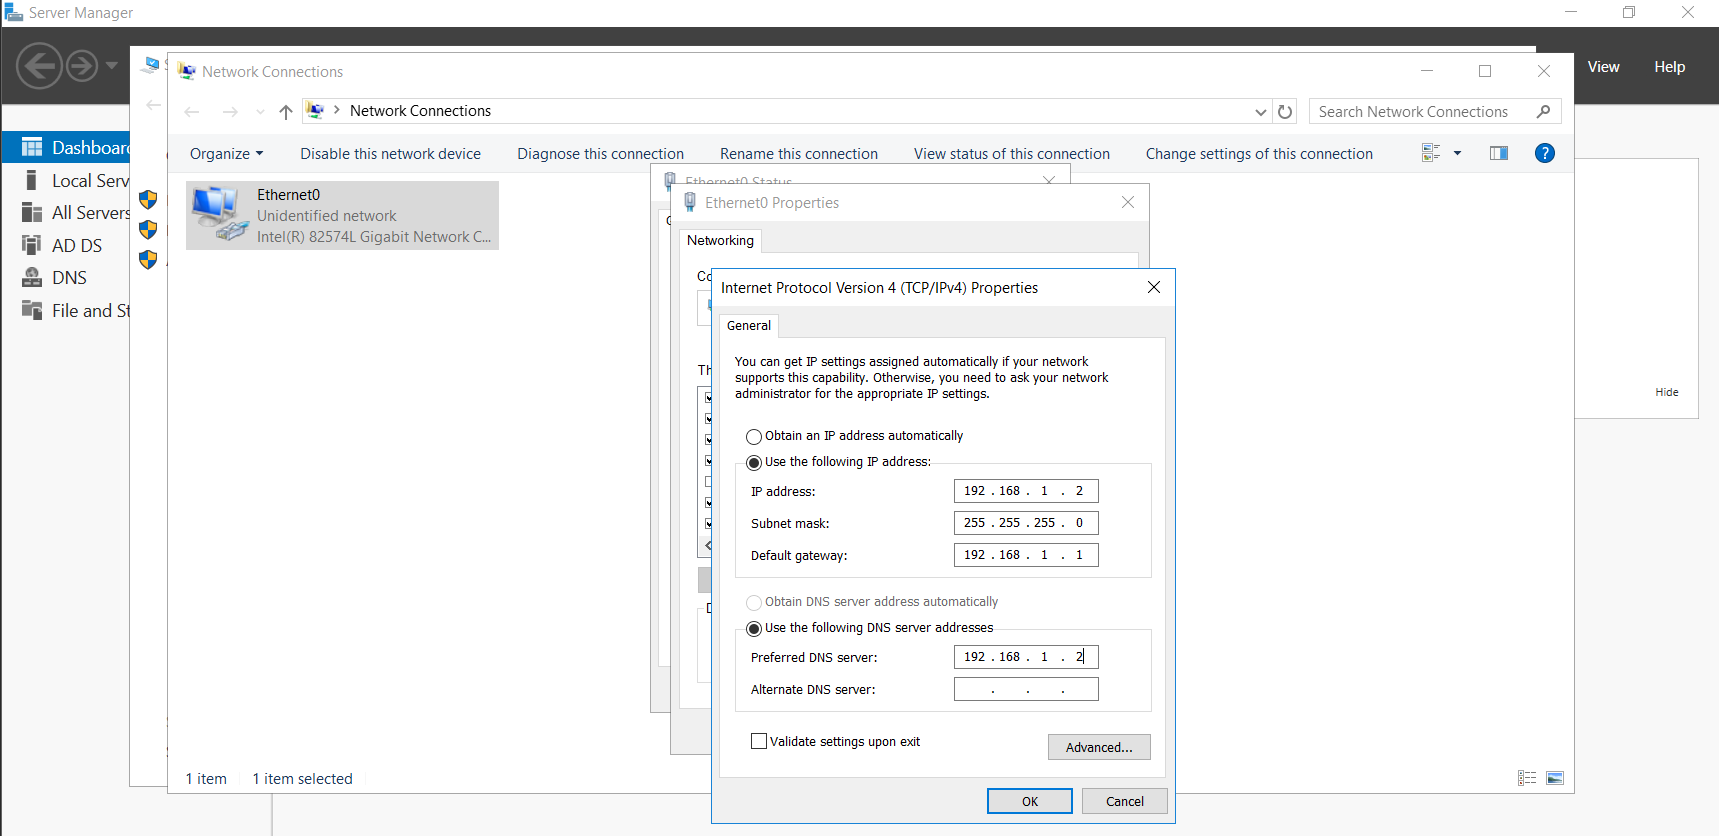 Server Manager
View
Help
Network Connections
Network Connections
Search Network Connections
Organize
Disable this network device
Diagnose this connection
Rename this connection
View status of this connection
Change settings of this connection
Dashboard
Local Serv
All Servers
AD DS
DNS
File and St
Ethernet0
Unidentified network
Intel(R) 82574L Gigabit Network C...
Ethernet0 Status
Ethernet0 Properties
Networking
Co
Th
Internet Protocol Version 4 (TCP/IPv4) Properties
General
You can get IP settings assigned automatically if your network
supports this capability. Otherwise, you need to ask your network
administrator for the appropriate IP settings.
Obtain an IP address automatically
Use the following IP address:
IP address:
192 . 168 . 1 . 2
Subnet mask:
255 . 255 . 255 . 0
Default gateway:
192 . 168 . 1 . 1
Obtain DNS server address automatically
Use the following DNS server addresses
Preferred DNS server:
192 . 168 . 1 . 2
Alternate DNS server:
. . .
Validate settings upon exit
Advanced...
OK
Cancel
Hide
1 item
1 item selected